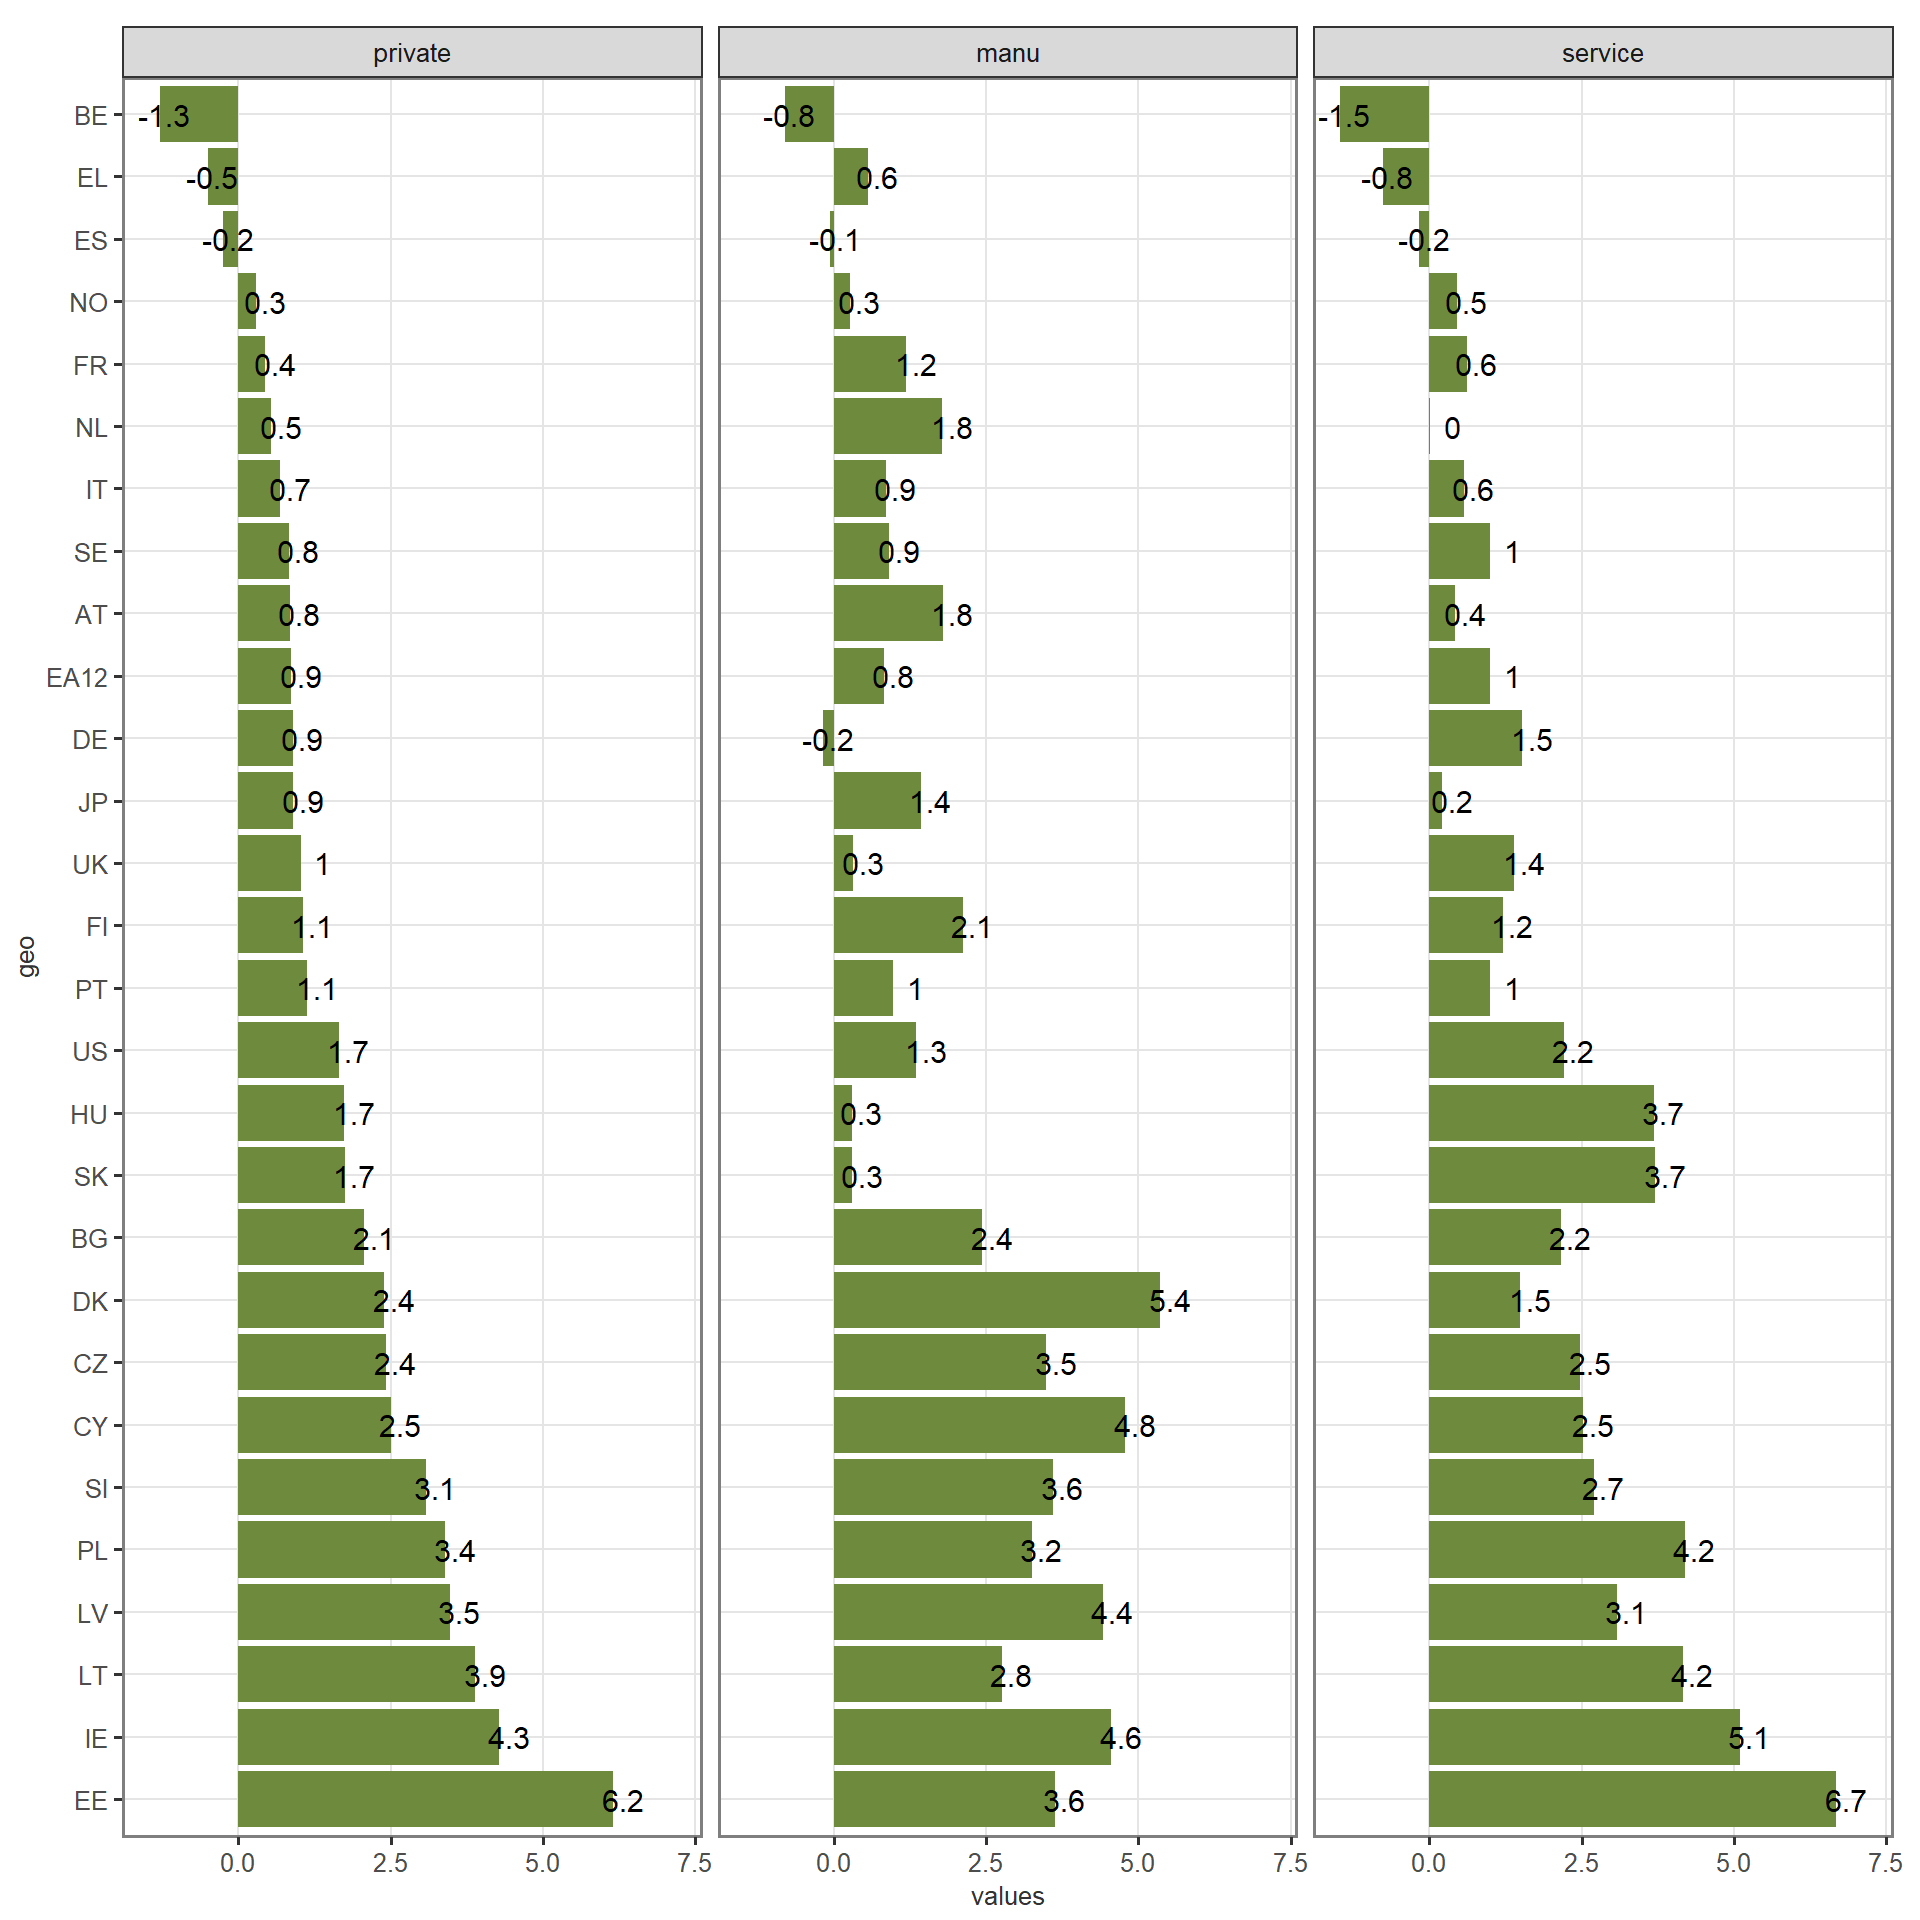 private manu service
BE -1.3 -0.8 -1.5
EL -0.5 0.6 -0.8
ES -0.2 -0.1 -0.2
NO 0.3 0.3 0.5
FR 0.4 1.2 0.6
NL 0.5 1.8 0
IT 0.7 0.9 0.6
SE 0.8 0.9 1
AT 0.8 1.8 0.4
EA12 0.9 0.8 1
DE 0.9 -0.2 1.5
JP 0.9 1.4 0.2
UK 1 0.3 1.4
FI 1.1 2.1 1.2
PT 1.1 1 1
US 1.7 1.3 2.2
HU 1.7 0.3 3.7
SK 1.7 0.3 3.7
BG 2.1 2.4 2.2
DK 2.4 5.4 1.5
CZ 2.4 3.5 2.5
CY 2.5 4.8 2.5
SI 3.1 3.6 2.7
PL 3.4 3.2 4.2
LV 3.5 4.4 3.1
LT 3.9 2.8 4.2
IE 4.3 4.6 5.1
EE 6.2 3.6 6.7
geo
0.0 2.5 5.0 7.5 0.0 2.5 5.0 7.5 0.0 2.5 5.0 7.5
values